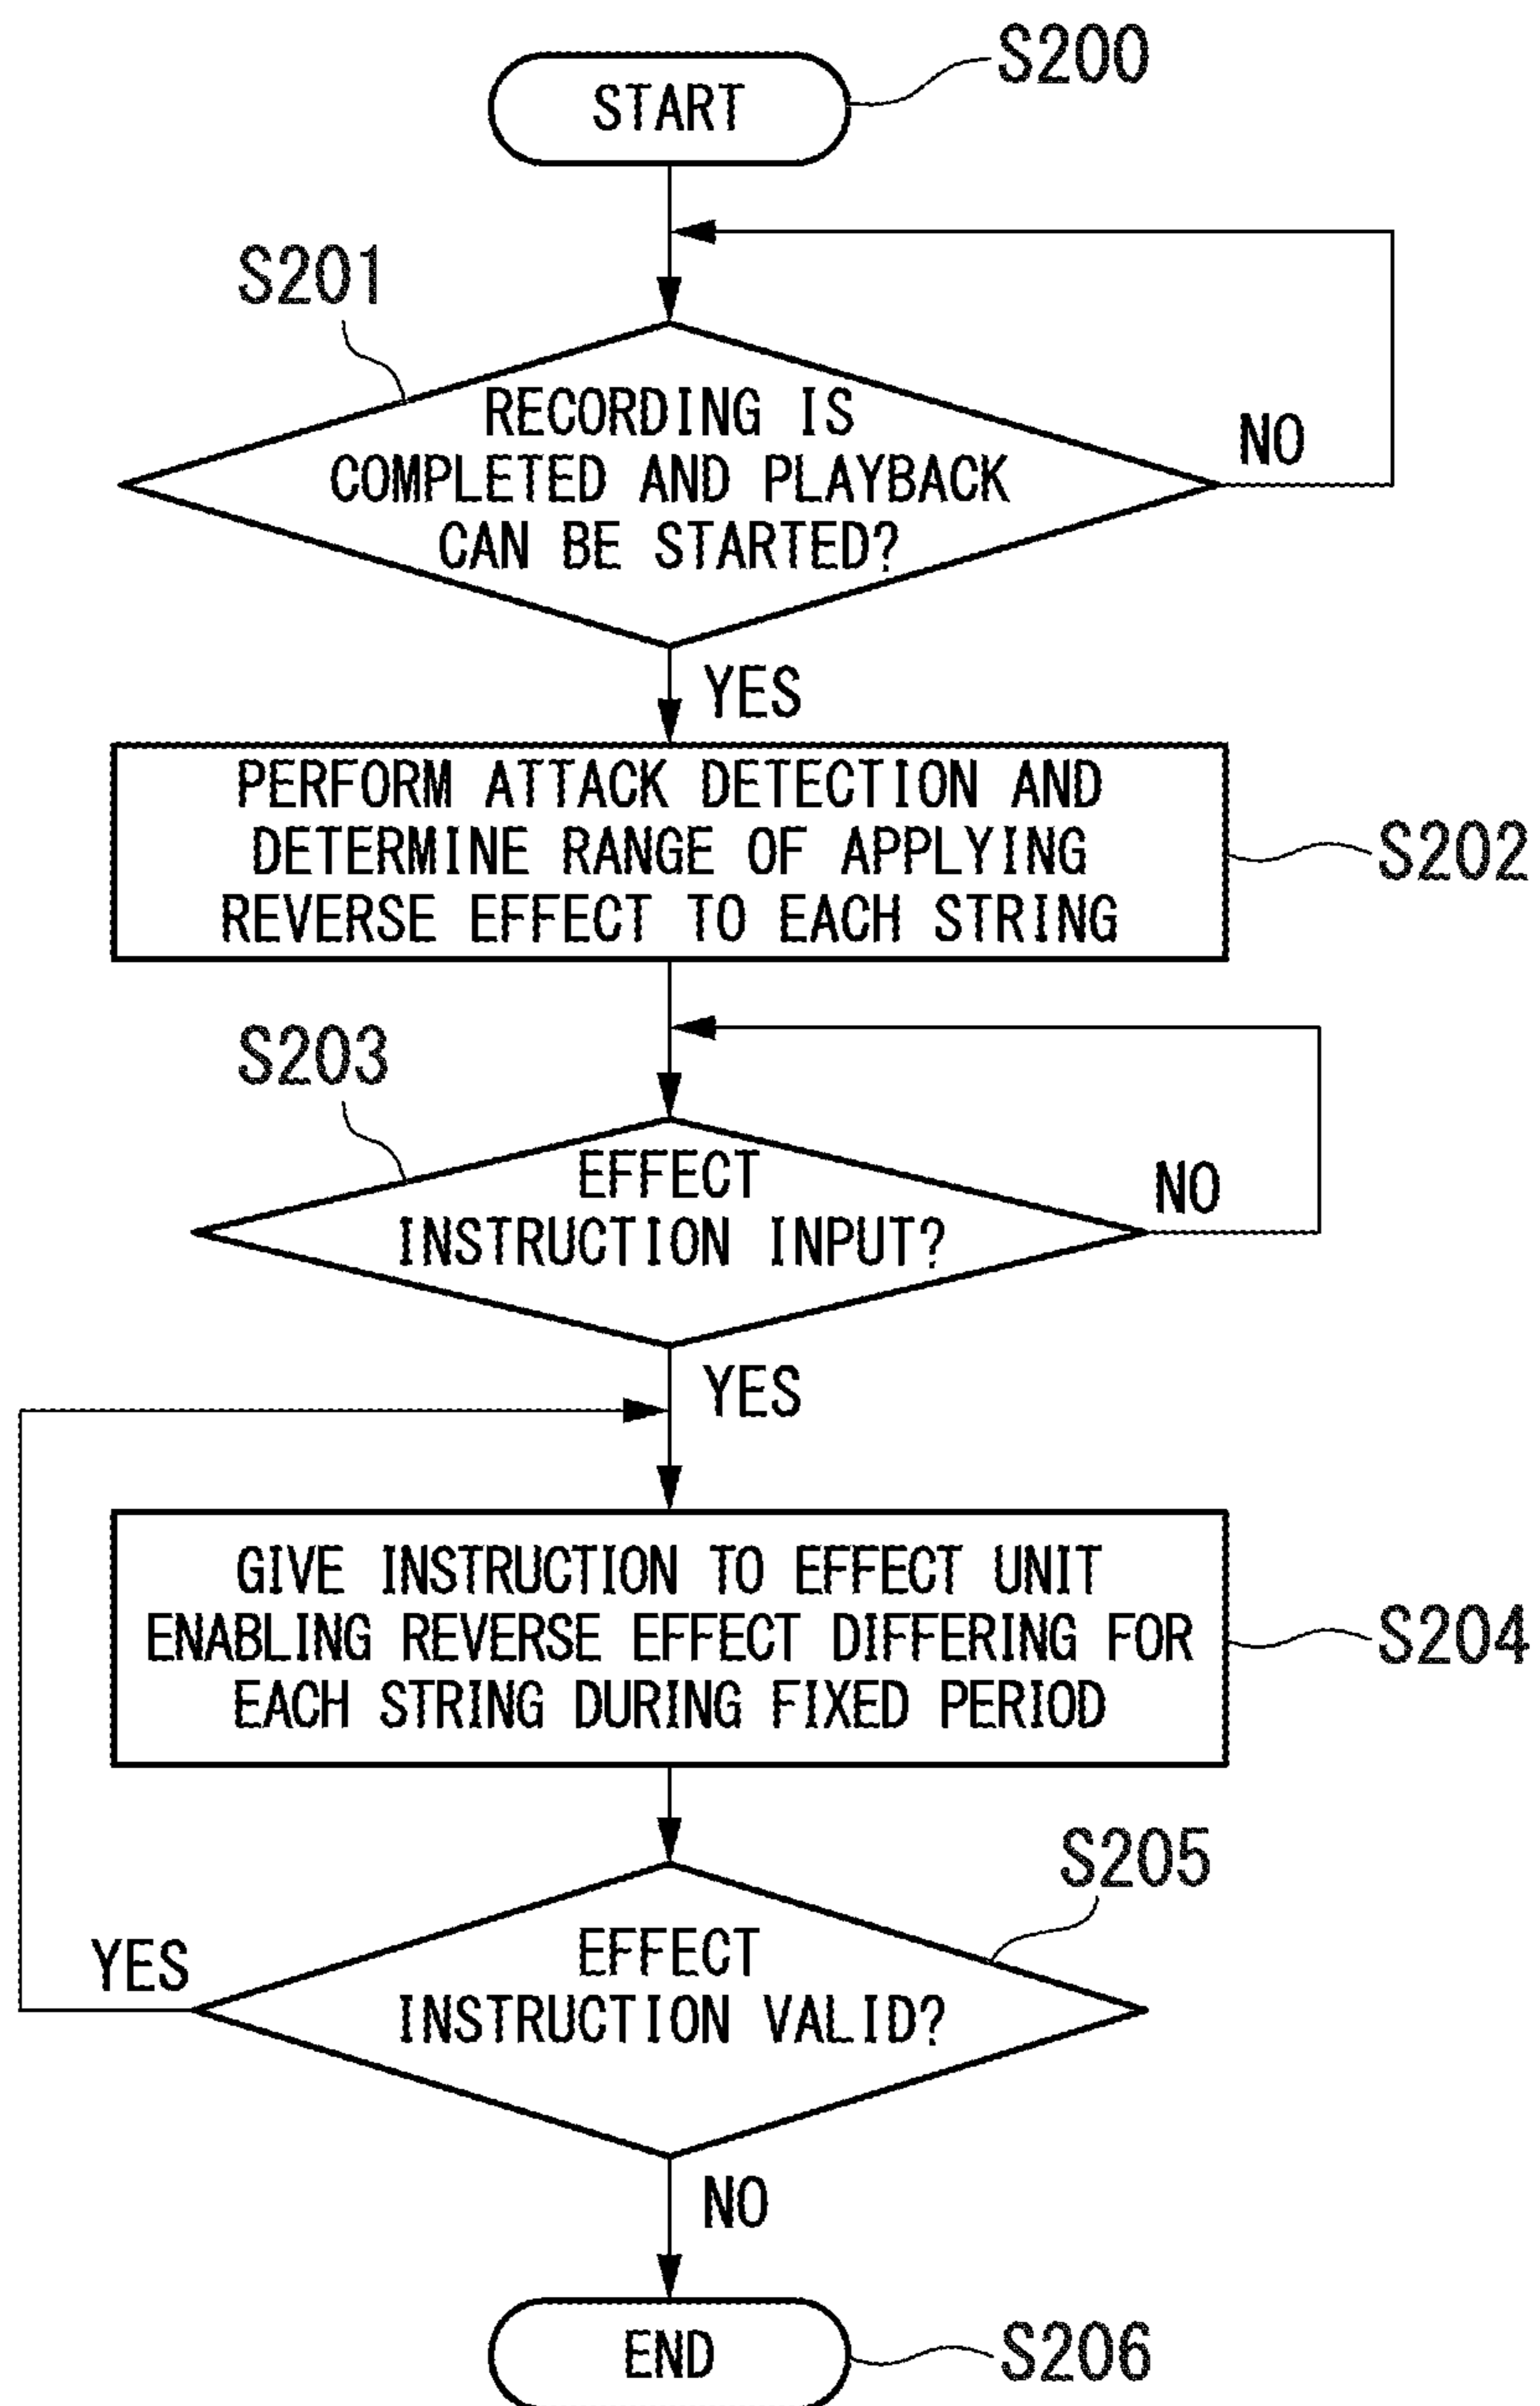 START
S200
S201
RECORDING IS
COMPLETED AND PLAYBACK
CAN BE STARTED?
NO
YES
PERFORM ATTACK DETECTION AND
DETERMINE RANGE OF APPLYING
REVERSE EFFECT TO EACH STRING
S202
S203
EFFECT
INSTRUCTION INPUT?
NO
YES
GIVE INSTRUCTION TO EFFECT UNIT
ENABLING REVERSE EFFECT DIFFERING FOR
EACH STRING DURING FIXED PERIOD
S204
S205
EFFECT
INSTRUCTION VALID?
YES
NO
END
S206